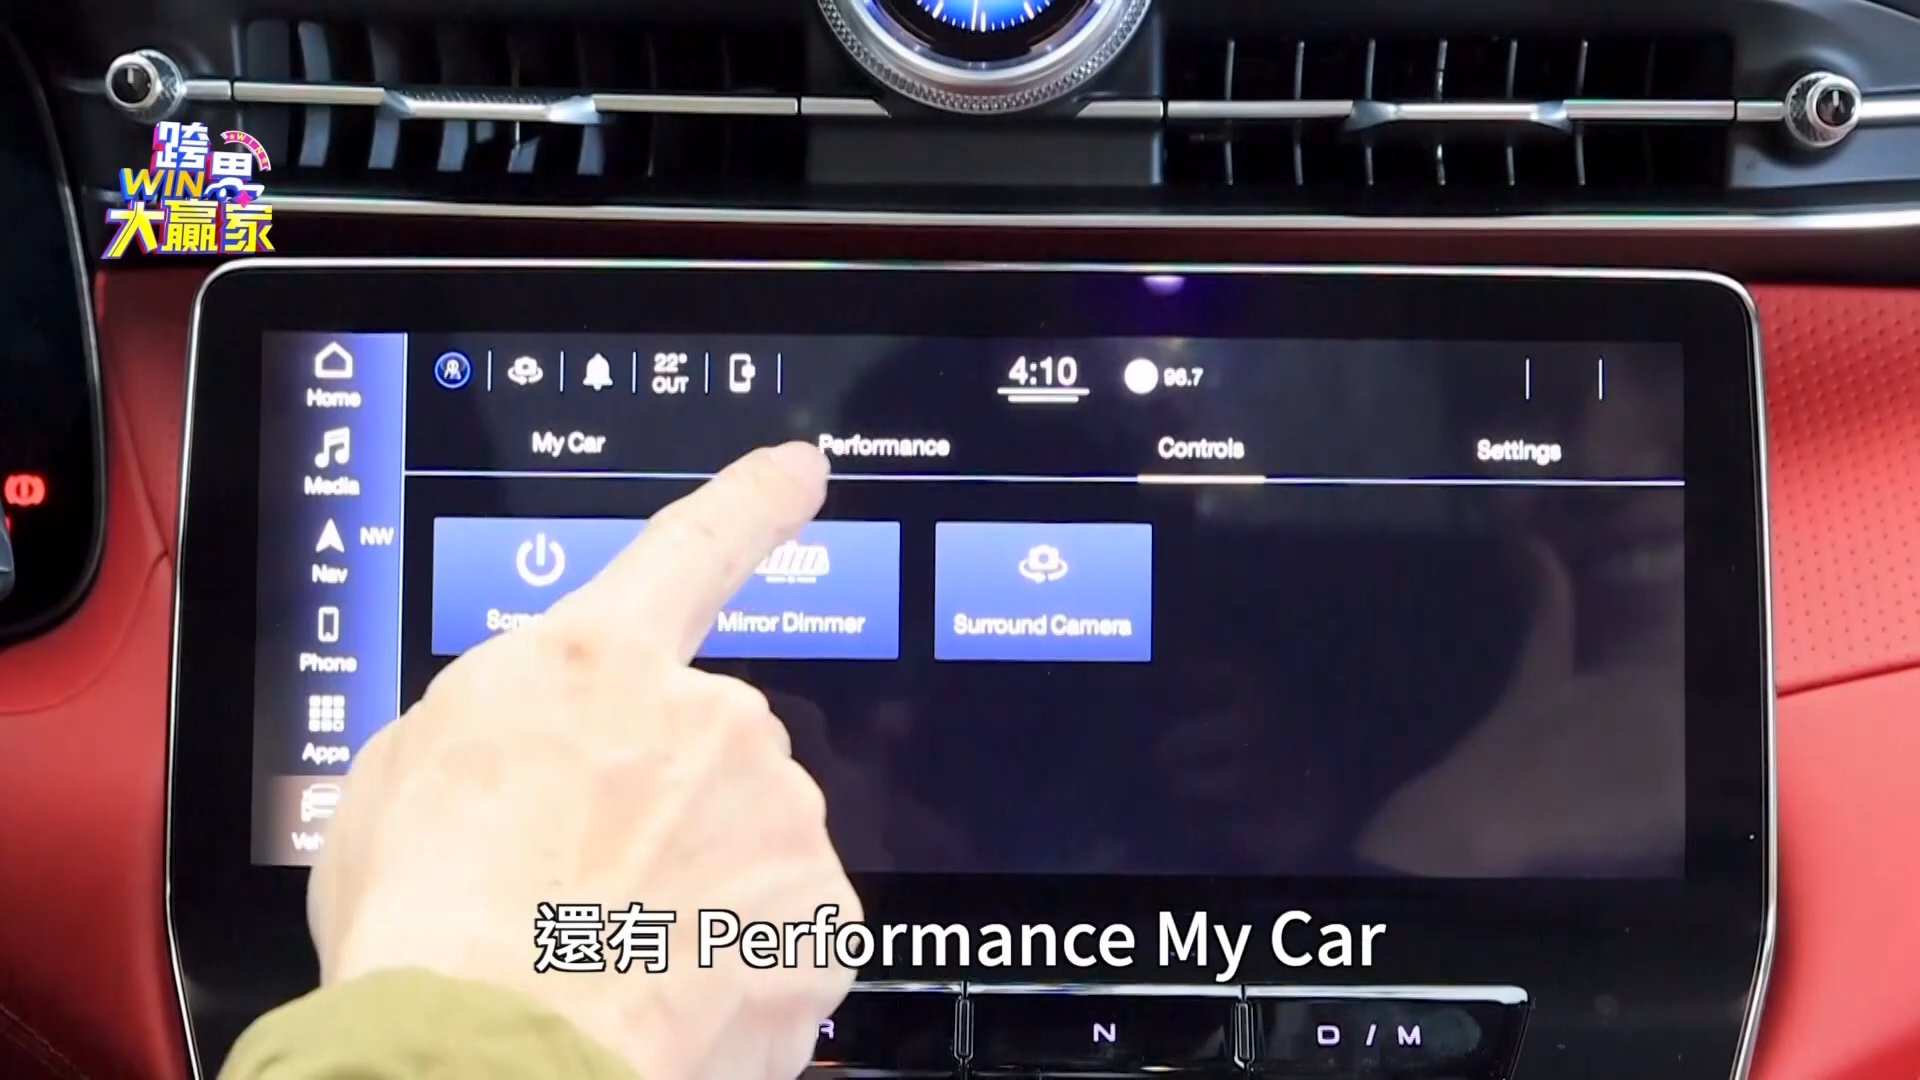 跨界
WIN
WIN
大贏家
Home
Media
NW
Nav
Phone
Apps
22°
OUT
4:10
96.7
My Car
Performance
Controls
Settings
Mirror Dimmer
Surround Camera
還有 Performance My Car
R
N
D / M